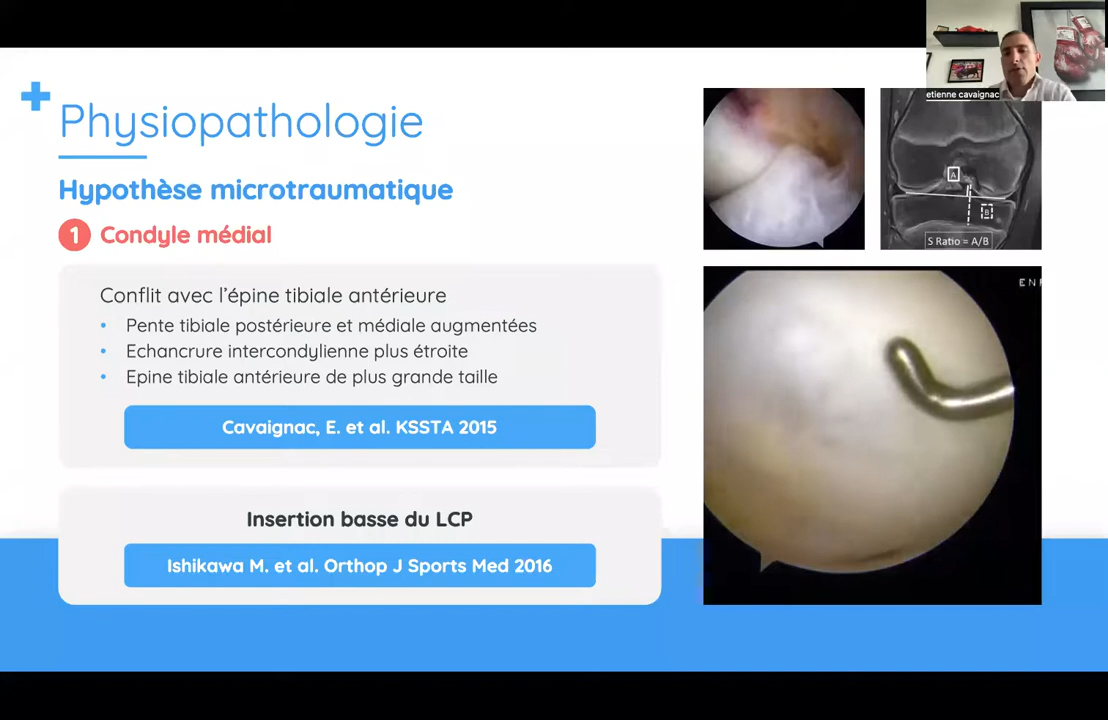 etienne cavaignac
Physiopathologie
Hypothèse microtraumatique
1 Condyle médial
Conflit avec l'épine tibiale antérieure
• Pente tibiale postérieure et médiale augmentées
• Echancrure intercondylienne plus étroite
• Epine tibiale antérieure de plus grande taille
Cavaignac, E. et al. KSSTA 2015
Insertion basse du LCP
Ishikawa M. et al. Orthop J Sports Med 2016
A
B
S Ratio = A/B